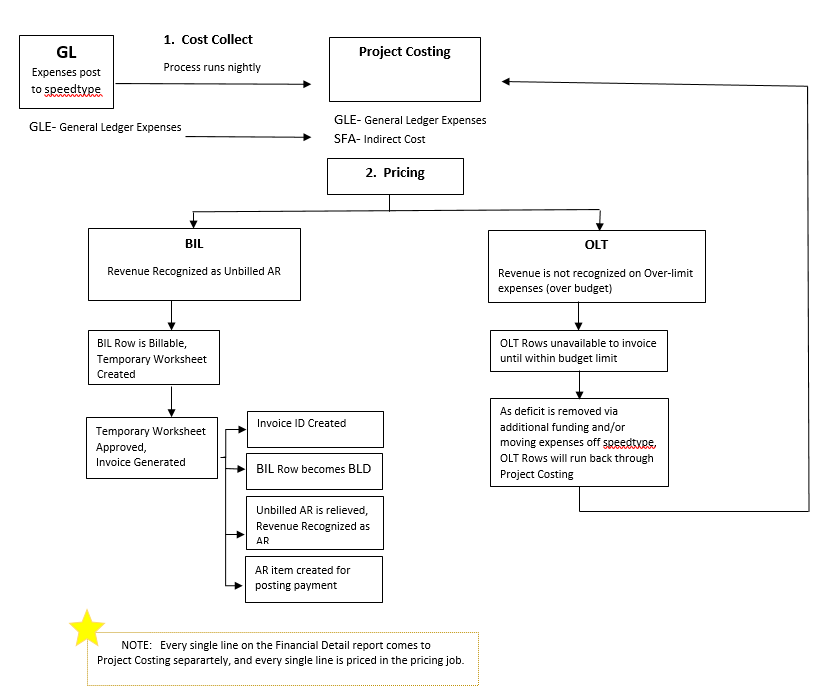 GL
Expenses post
to speedtype
1. Cost Collect
Process runs nightly
Project Costing
GLE- General Ledger Expenses
GLE- General Ledger Expenses
SFA- Indirect Cost
2. Pricing
BIL
Revenue Recognized as Unbilled AR
OLT
Revenue is not recognized on Over-limit
expenses (over budget)
BIL Row is Billable,
Temporary Worksheet
Created
OLT Rows unavailable to invoice
until within budget limit
Temporary Worksheet
Approved,
Invoice Generated
Invoice ID Created
BIL Row becomes BLD
Unbilled AR is relieved,
Revenue Recognized as
AR
AR item created for
posting payment
As deficit is removed via
additional funding and/or
moving expenses off speedtype,
OLT Rows will run back through
Project Costing
NOTE: Every single line on the Financial Detail report comes to
Project Costing separartely, and every single line is priced in the pricing job.